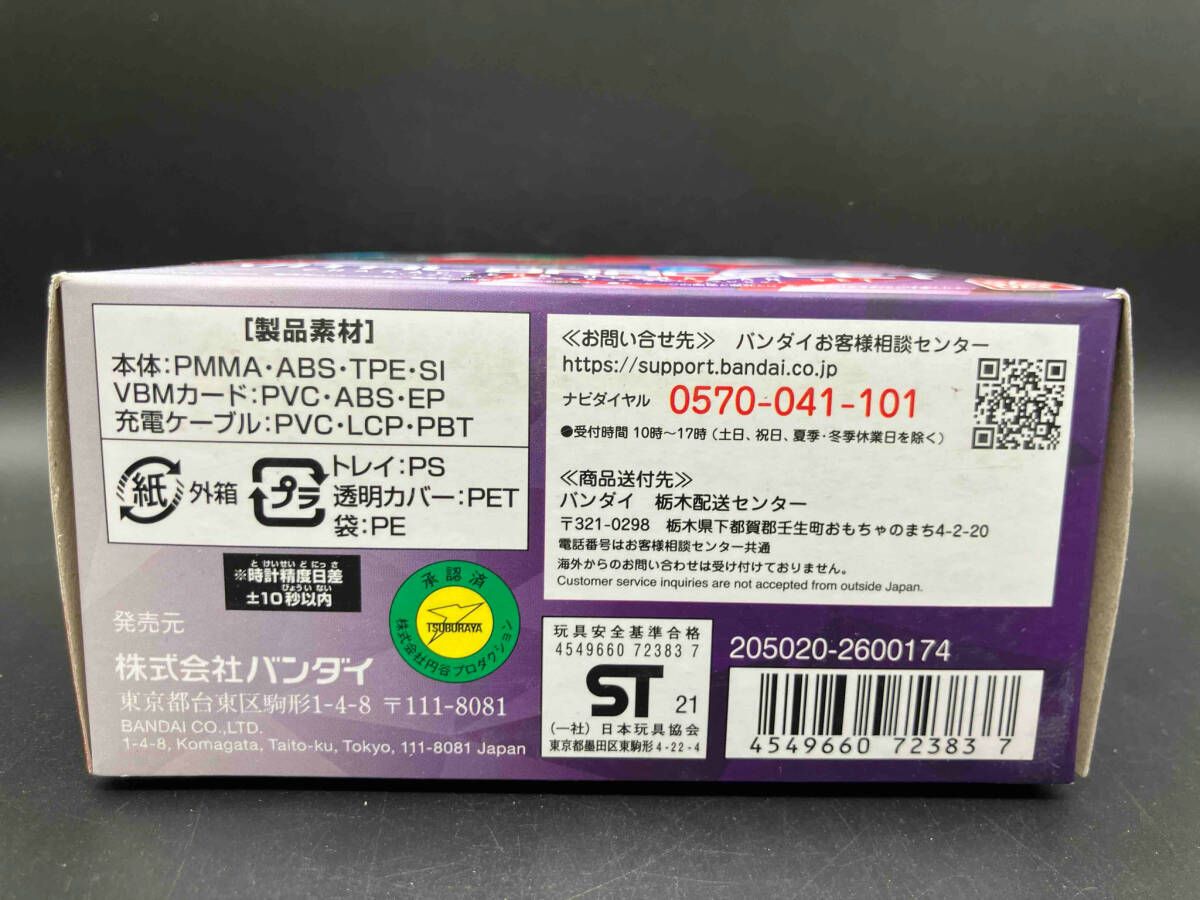 [製品素材]
本体:PMMA・ABS・TPE・SI
VBMカード:PVC・ABS・EP
充電ケーブル:PVC・LCP・PBT
紙 外箱
プラ
トレイ:PS
透明カバー:PET
袋:PE
とけいせいどにっさ
※時計精度日差
びょういない
±10秒以内
承認済
TSUBURAYA
株式会社円谷プロダクション
発売元
株式会社バンダイ
東京都台東区駒形1-4-8 〒111-8081
BANDAI CO.,LTD.
1-4-8, Komagata, Taito-ku, Tokyo, 111-8081 Japan
≪お問い合せ先≫ バンダイお客様相談センター
https://support.bandai.co.jp
ナビダイヤル 0570-041-101
●受付時間 10時～17時(土日、祝日、夏季・冬季休業日を除く)
≪商品送付先≫
バンダイ 栃木配送センター
〒321-0298 栃木県下都賀郡壬生町おもちゃのまち4-2-20
電話番号はお客様相談センター共通
海外からのお問い合わせは受け付けておりません。
Customer service inquiries are not accepted from outside Japan.
玩具安全基準合格
4549660 72383 7
ST 21
(一社)日本玩具協会
東京都墨田区東駒形4-22-4
205020-2600174
4549660 72383 7